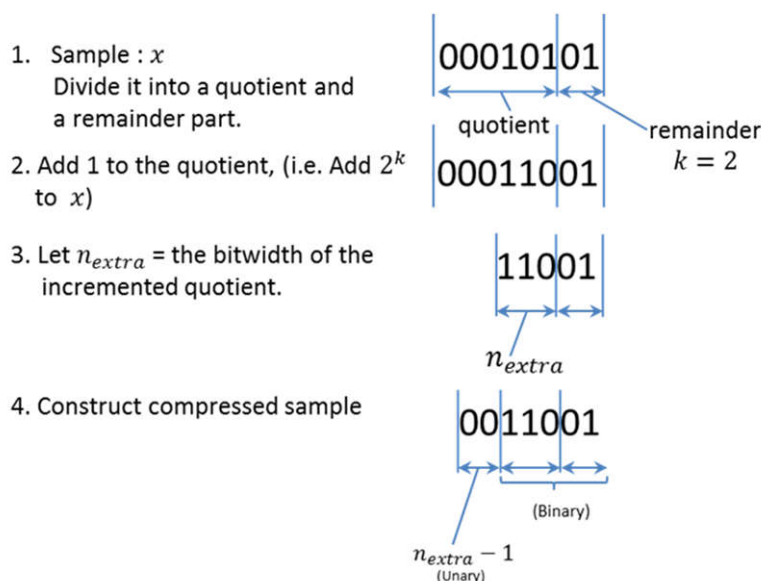 1. Sample : x
Divide it into a quotient and
a remainder part.
00010101
quotient
remainder
k = 2
2. Add 1 to the quotient, (i.e. Add 2^k
to x)
00011001
3. Let n_extra = the bitwidth of the
incremented quotient.
11001
n_extra
4. Construct compressed sample
0011001
(Binary)
n_extra − 1
(Unary)